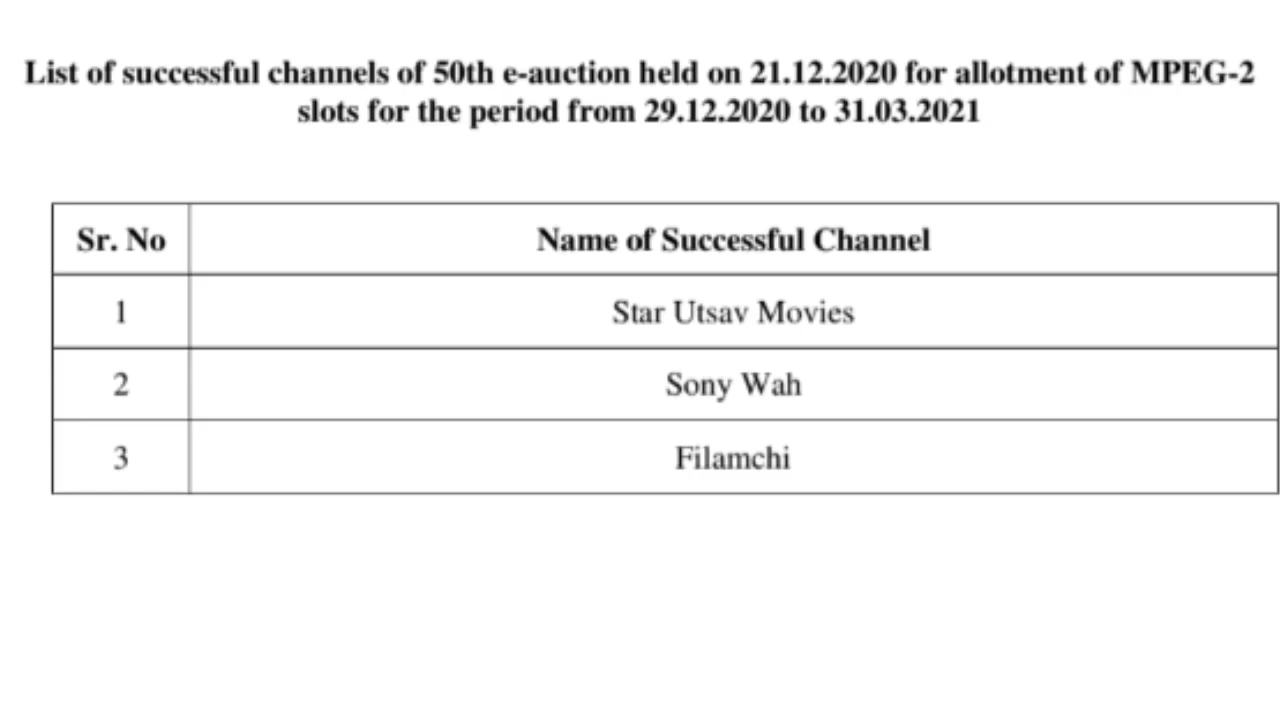 List of successful channels of 50th e-auction held on 21.12.2020 for allotment of MPEG-2
slots for the period from 29.12.2020 to 31.03.2021
Sr. No Name of Successful Channel
1 Star Utsav Movies
2 Sony Wah
3 Filamchi